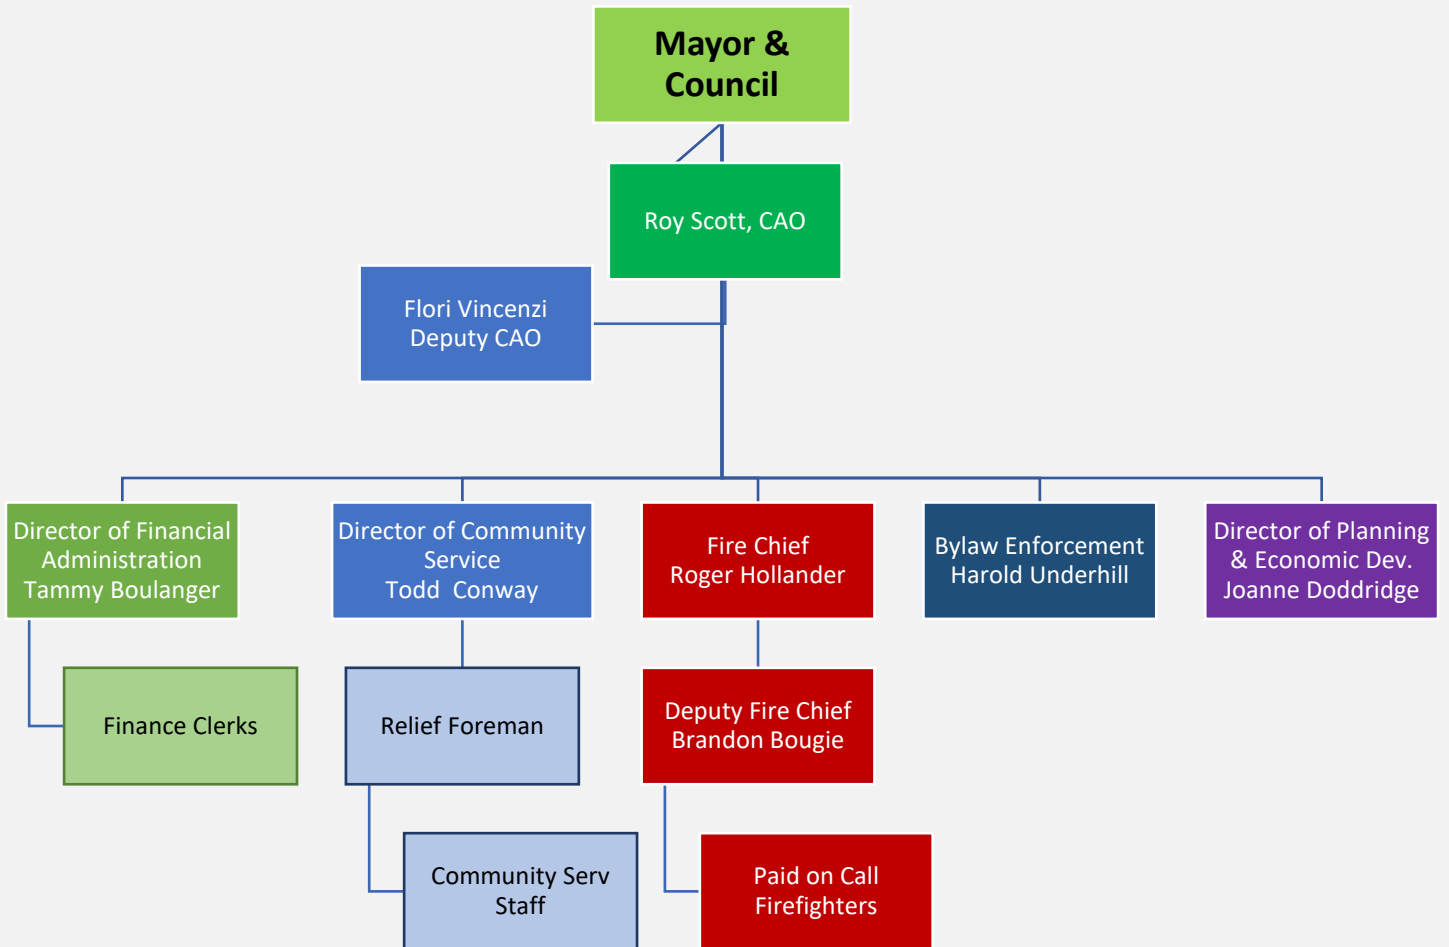 Mayor &
Council
Roy Scott, CAO
Flori Vincenzi
Deputy CAO
Director of Financial
Administration
Tammy Boulanger
Director of Community
Service
Todd  Conway
Fire Chief
Roger Hollander
Bylaw Enforcement
Harold Underhill
Director of Planning
& Economic Dev.
Joanne Doddridge
Finance Clerks
Relief Foreman
Deputy Fire Chief
Brandon Bougie
Community Serv
Staff
Paid on Call
Firefighters